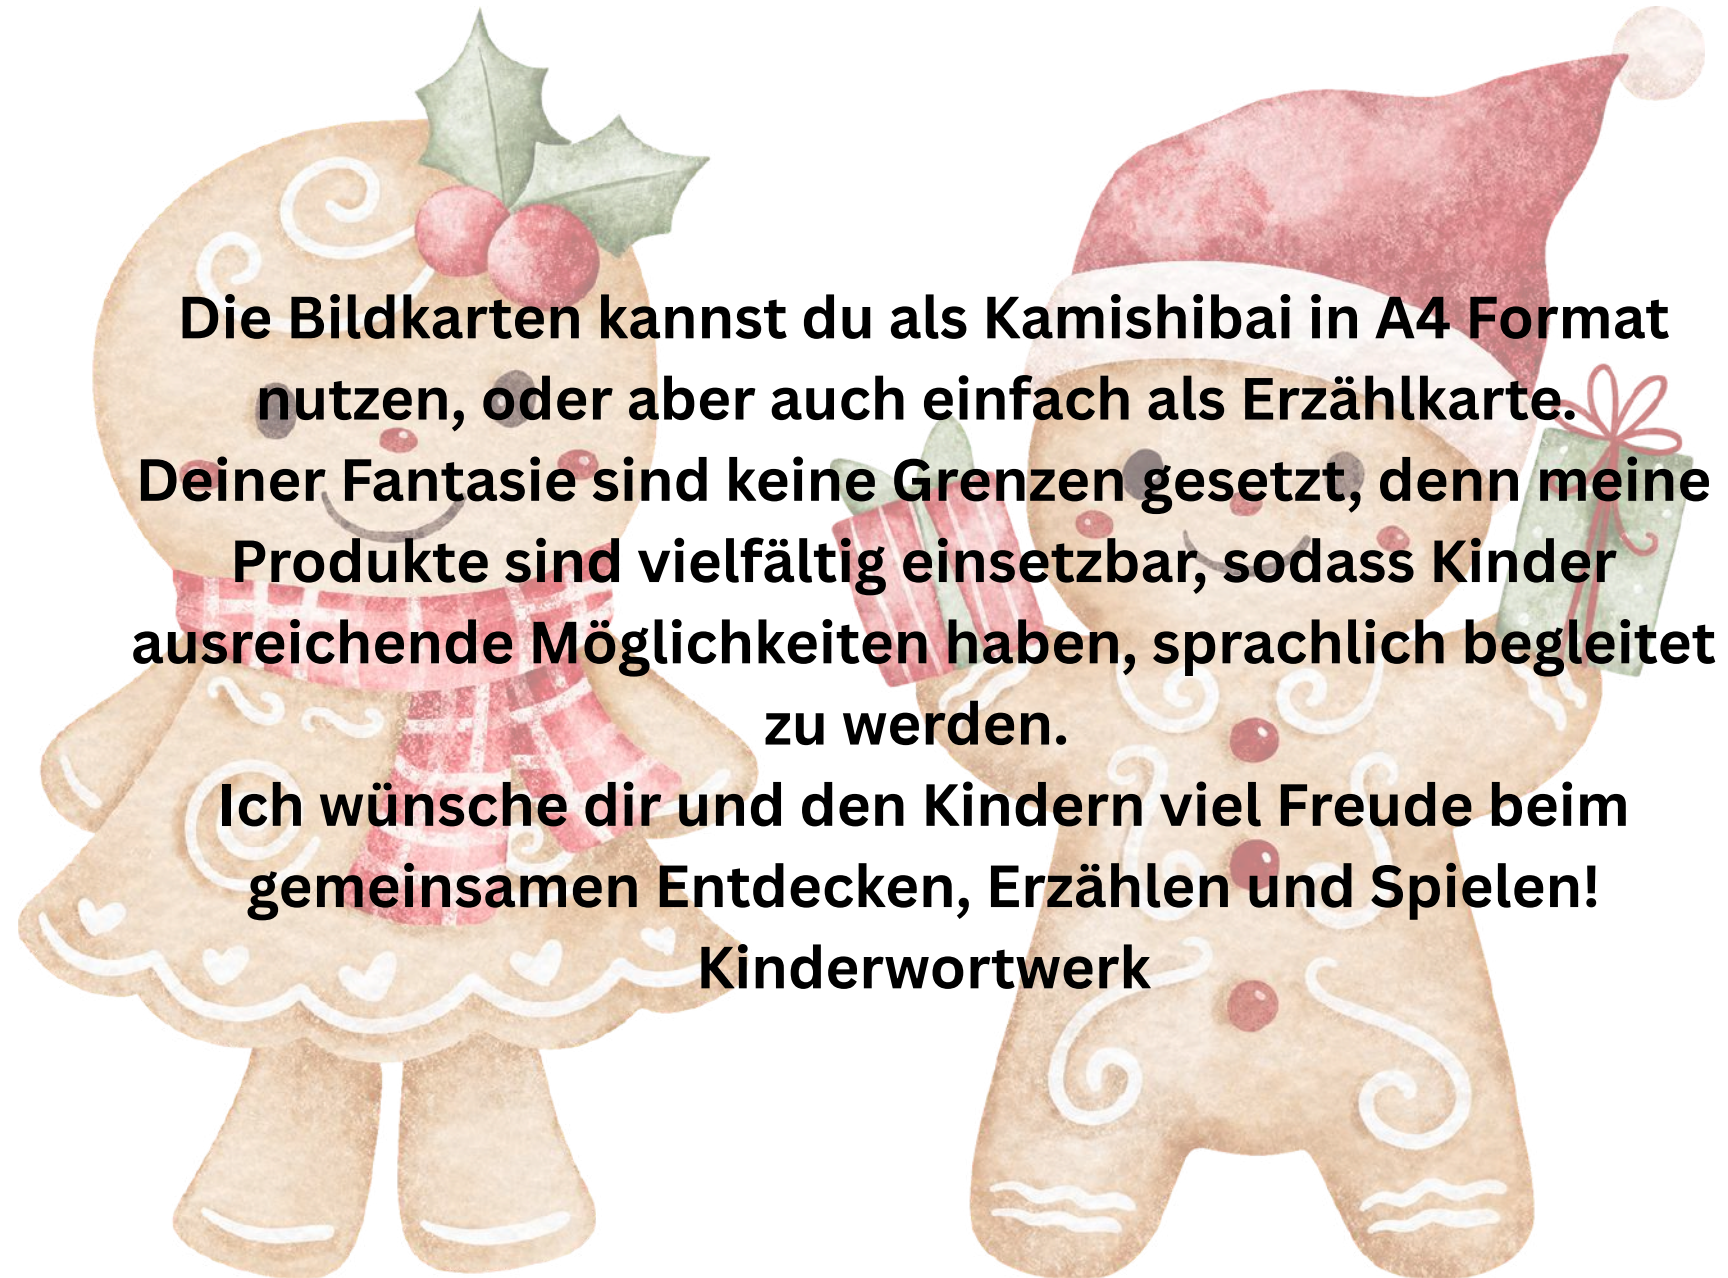 Die Bildkarten kannst du als Kamishibai in A4 Format
nutzen, oder aber auch einfach als Erzählkarte.
Deiner Fantasie sind keine Grenzen gesetzt, denn meine
Produkte sind vielfältig einsetzbar, sodass Kinder
ausreichende Möglichkeiten haben, sprachlich begleitet
zu werden.
Ich wünsche dir und den Kindern viel Freude beim
gemeinsamen Entdecken, Erzählen und Spielen!
Kinderwortwerk